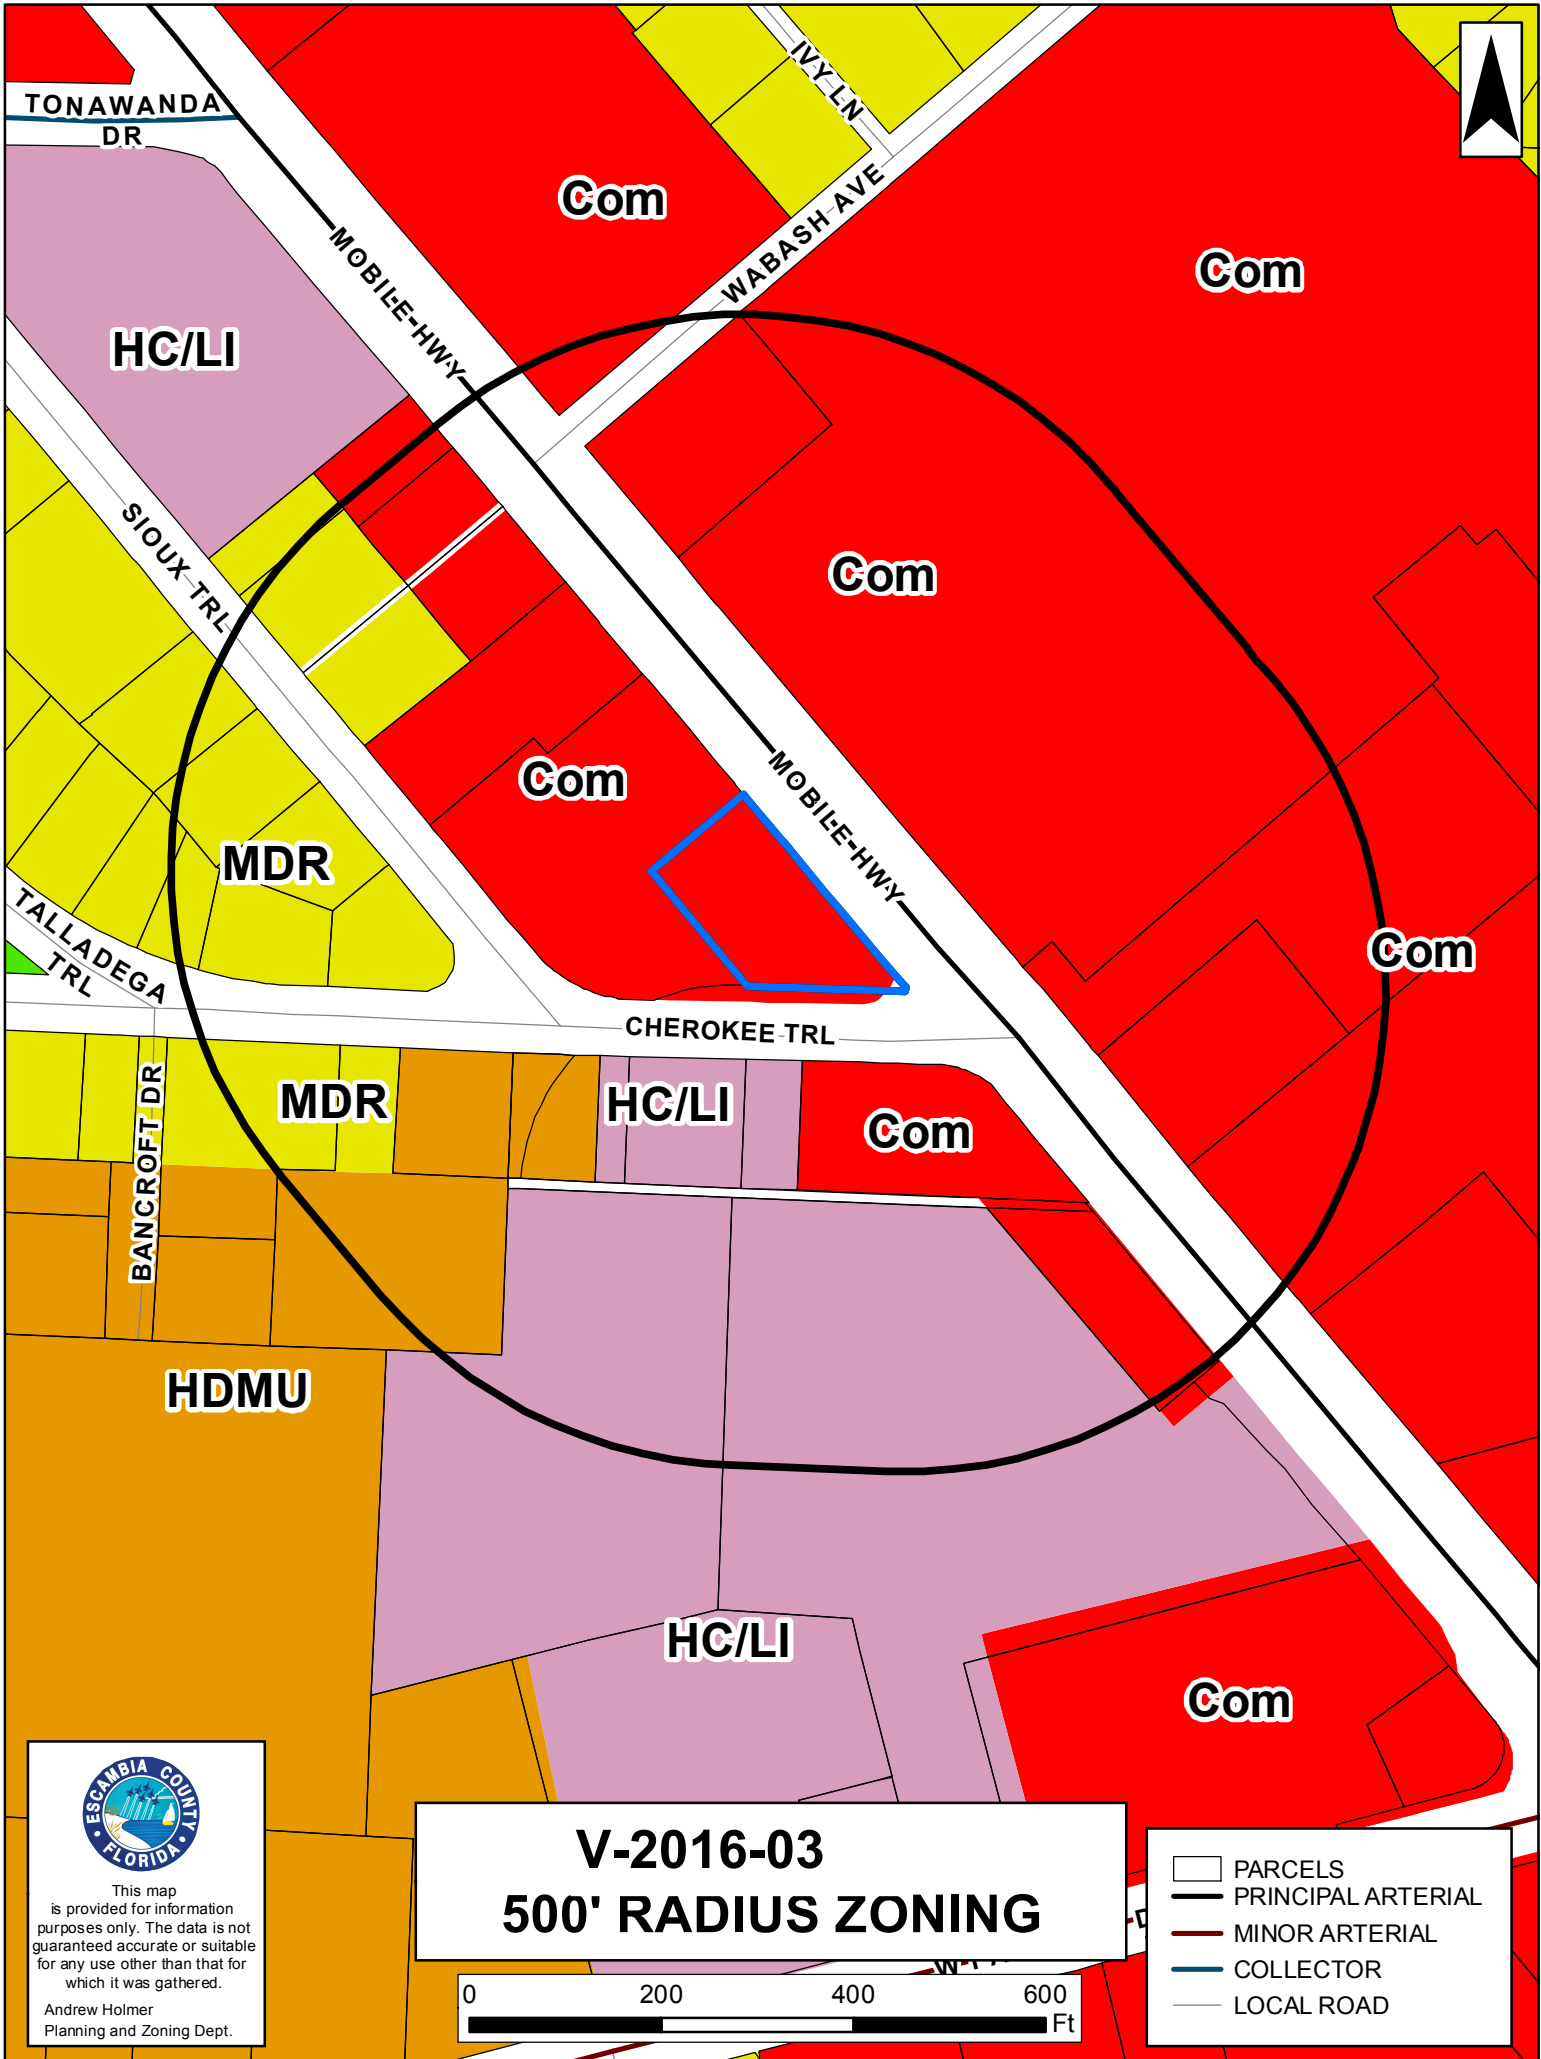 TONAWANDA
DR
IVY LN
Com
WABASH AVE
Com
MOBILE HWY
HC/LI
SIOUX TRL
Com
Com
MOBILE HWY
MDR
TALLADEGA
TRL
Com
CHEROKEE TRL
BANCROFT DR
MDR
HC/LI
Com
HDMU
HC/LI
Com
ESCAMBIA COUNTY
FLORIDA
This map
is provided for information
purposes only. The data is not
guaranteed accurate or suitable
for any use other than that for
which it was gathered.
Andrew Holmer
Planning and Zoning Dept.
V-2016-03
500' RADIUS ZONING
0 200 400 600
Ft
PARCELS
PRINCIPAL ARTERIAL
MINOR ARTERIAL
COLLECTOR
LOCAL ROAD